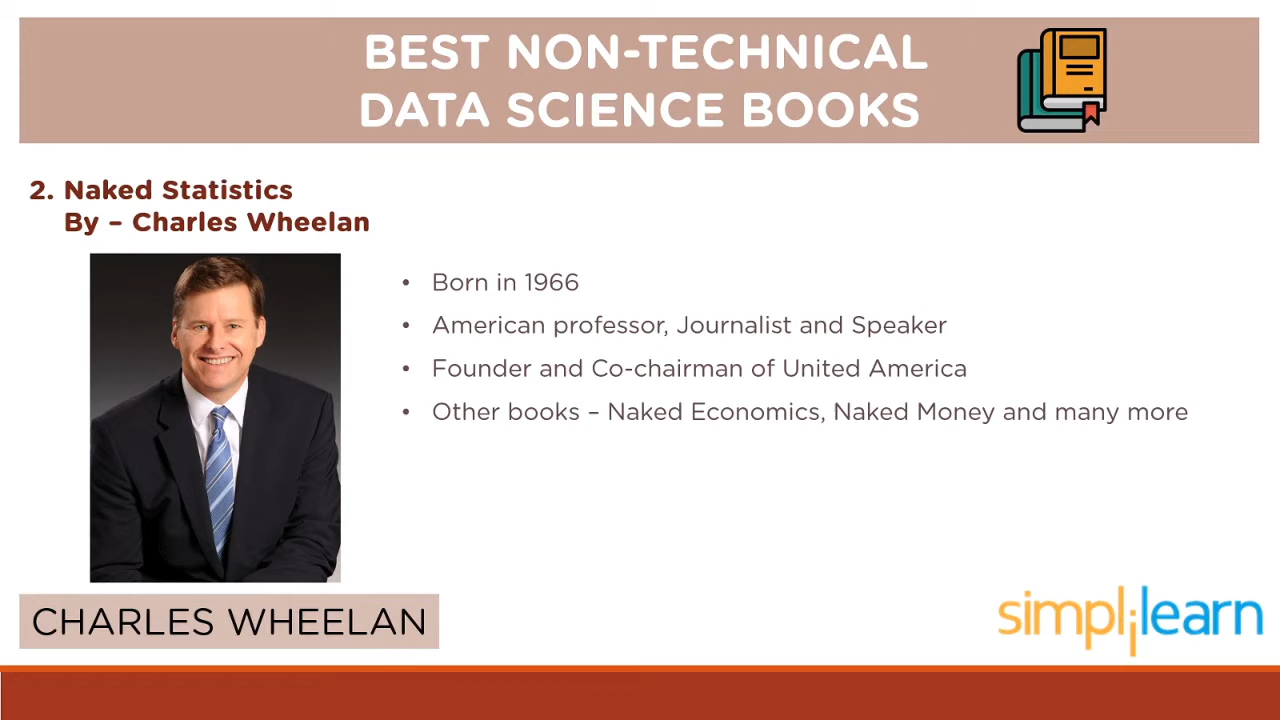 BEST NON-TECHNICAL
DATA SCIENCE BOOKS
2. Naked Statistics
By – Charles Wheelan
• Born in 1966
• American professor, Journalist and Speaker
• Founder and Co-chairman of United America
• Other books – Naked Economics, Naked Money and many more
CHARLES WHEELAN
simplilearn